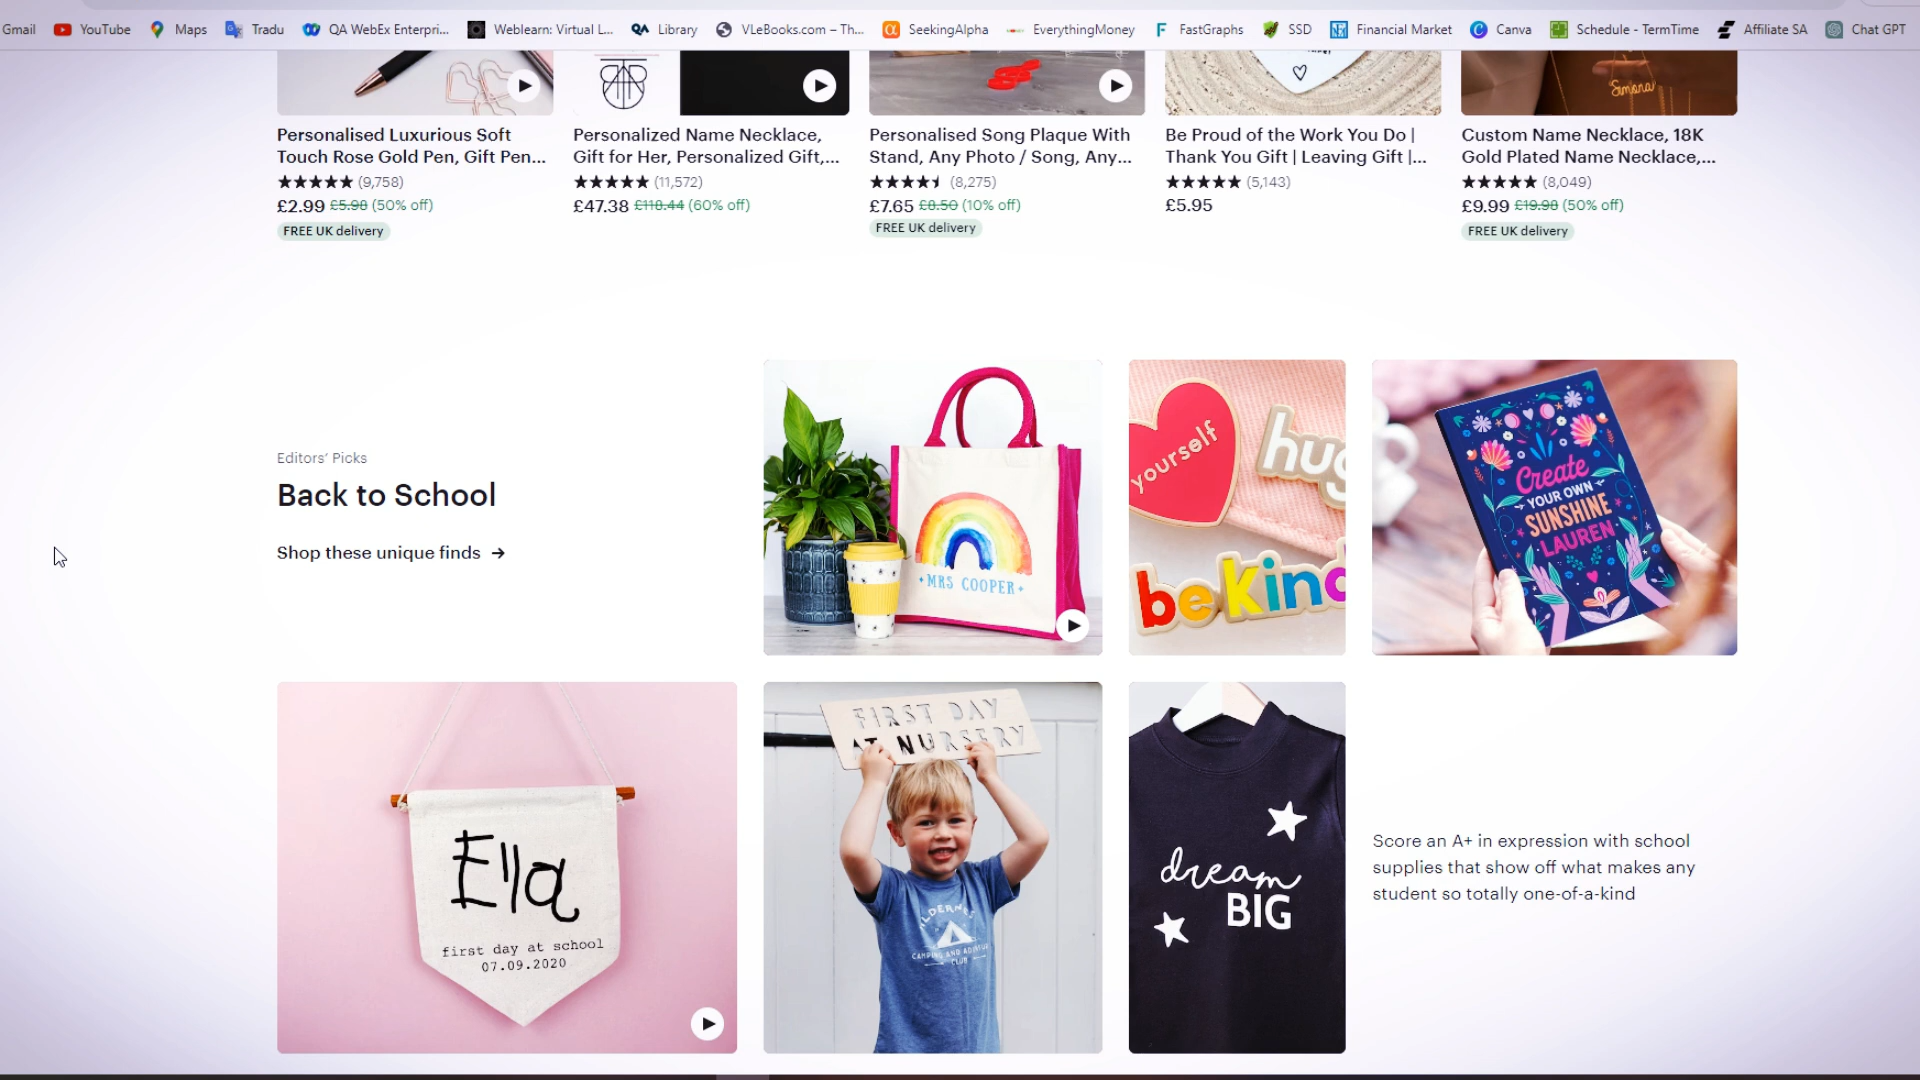 Gmail YouTube Maps Tradu QA WebEx Enterpri... Weblearn: Virtual L... QA Library VLeBooks.com – Th... SeekingAlpha EverythingMoney FastGraphs SSD Financial Market Canva Schedule - TermTime Affiliate SA Chat GPT
Simona
Personalised Luxurious Soft
Touch Rose Gold Pen, Gift Pen...
(9,758)
£2.99 £5.98 (50% off)
FREE UK delivery
Personalized Name Necklace,
Gift for Her, Personalized Gift,...
(11,572)
£47.38 £118.44 (60% off)
Personalised Song Plaque With
Stand, Any Photo / Song, Any...
(8,275)
£7.65 £8.50 (10% off)
FREE UK delivery
Be Proud of the Work You Do |
Thank You Gift | Leaving Gift |...
(5,143)
£5.95
Custom Name Necklace, 18K
Gold Plated Name Necklace,...
(8,049)
£9.99 £19.98 (50% off)
FREE UK delivery
Editors' Picks
Back to School
Shop these unique finds →
MRS COOPER
yourself
hug
be kind
Create
YOUR OWN
SUNSHINE
LAUREN
Ella
first day at school
07.09.2020
FIRST DAY
AT NURSERY
WILDERNESS
CAMPING AND ADVENTURE
CLUB
dream
BIG
Score an A+ in expression with school
supplies that show off what makes any
student so totally one-of-a-kind